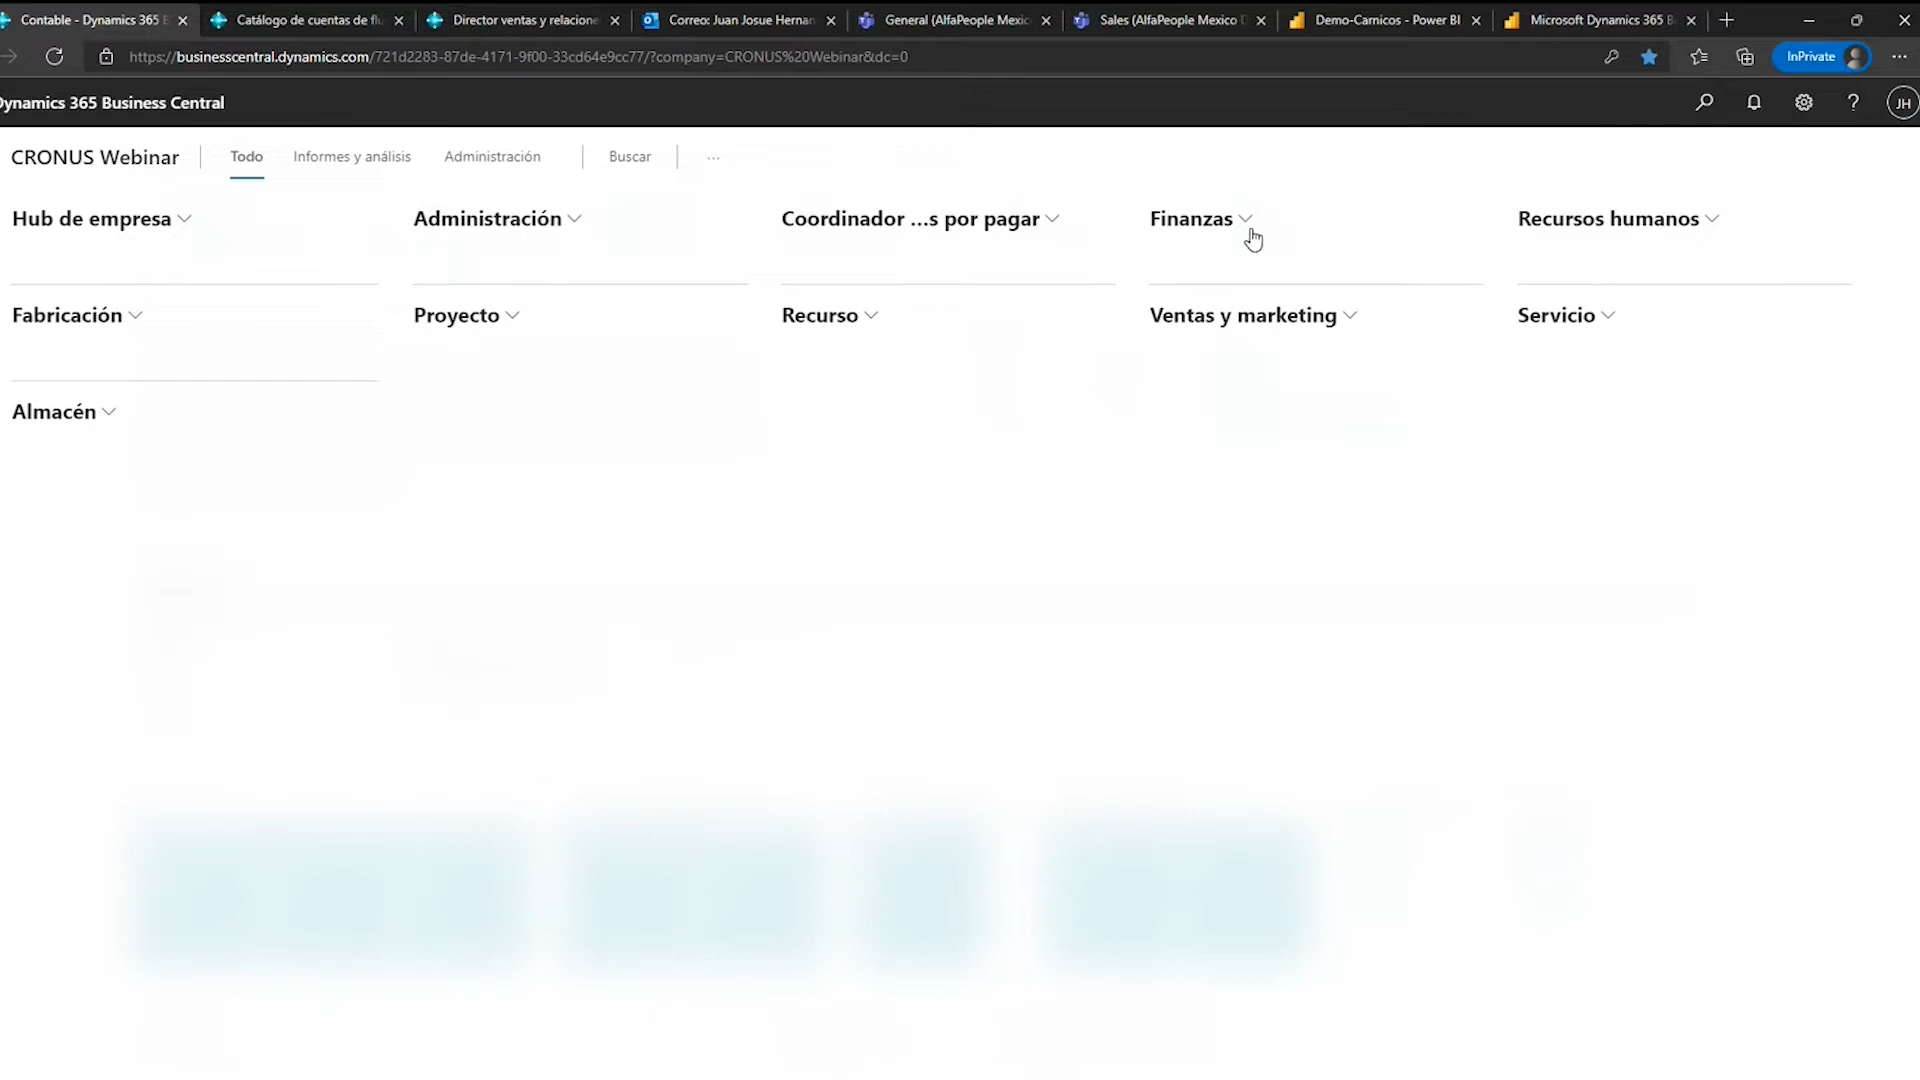 Contable - Dynamics 365 B
Catálogo de cuentas de flu
Director ventas y relacione
Correo: Juan Josue Hernan
General (AlfaPeople Mexic
Sales (AlfaPeople Mexico D
Demo-Carnicos - Power BI
Microsoft Dynamics 365 B
https://businesscentral.dynamics.com/721d2283-87de-4171-9f00-33cd64e9cc77/?company=CRONUS%20Webinar&dc=0
InPrivate
Dynamics 365 Business Central
JH
CRONUS Webinar
Todo
Informes y análisis
Administración
Buscar
...
Hub de empresa
Administración
Coordinador ...s por pagar
Finanzas
Recursos humanos
Fabricación
Proyecto
Recurso
Ventas y marketing
Servicio
Almacén